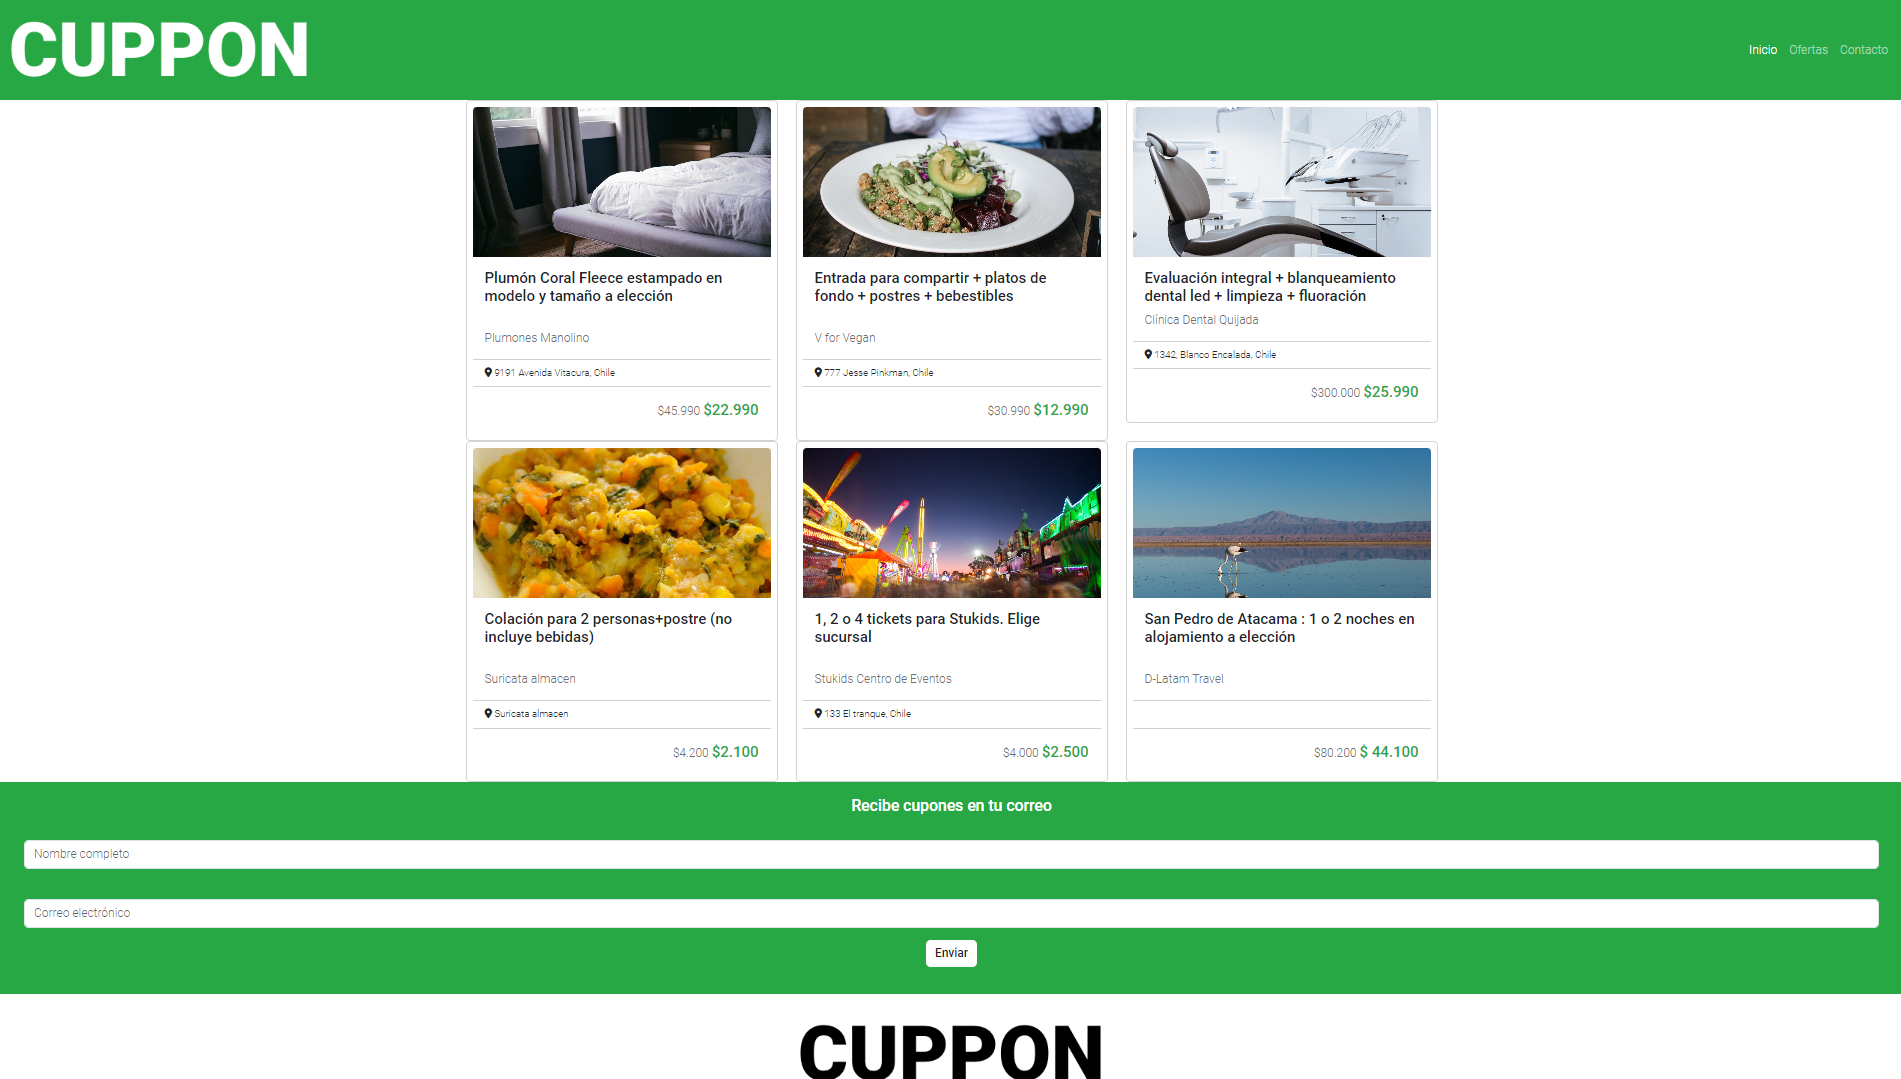 CUPPON
Inicio Ofertas Contacto
Plumón Coral Fleece estampado en
modelo y tamaño a elección
Plumones Manolino
9191 Avenida Vitacura, Chile
$45.990 $22.990
Entrada para compartir + platos de
fondo + postres + bebestibles
V for Vegan
777 Jesse Pinkman, Chile
$30.990 $12.990
Evaluación integral + blanqueamiento
dental led + limpieza + fluoración
Clínica Dental Quijada
1342, Blanco Encalada, Chile
$300.000 $25.990
Colación para 2 personas+postre (no
incluye bebidas)
Suricata almacen
Suricata almacen
$4.200 $2.100
1, 2 o 4 tickets para Stukids. Elige
sucursal
Stukids Centro de Eventos
133 El tranque, Chile
$4.000 $2.500
San Pedro de Atacama : 1 o 2 noches en
alojamiento a elección
D-Latam Travel
$80.200 $ 44.100
Recibe cupones en tu correo
Nombre completo
Correo electrónico
Enviar
CUPPON